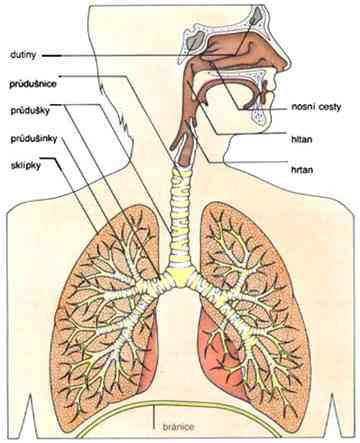 dutiny
průdušnice
průdušky
průdušinky
sklípky
nosní cesty
hltan
hrtan
bránice